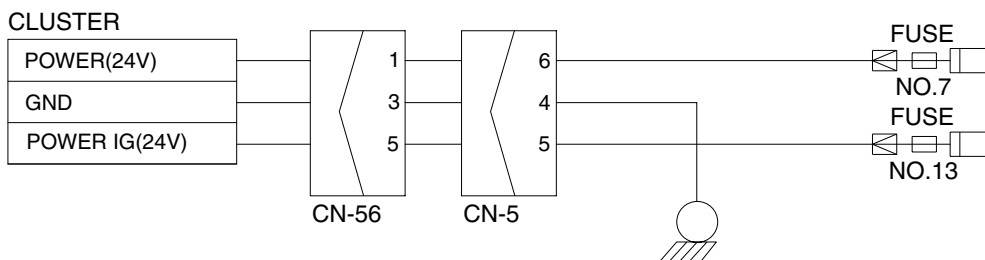 CLUSTER
FUSE
POWER(24V)
1
6
NO.7
GND
3
4
FUSE
POWER IG(24V)
5
5
NO.13
CN-56
CN-5